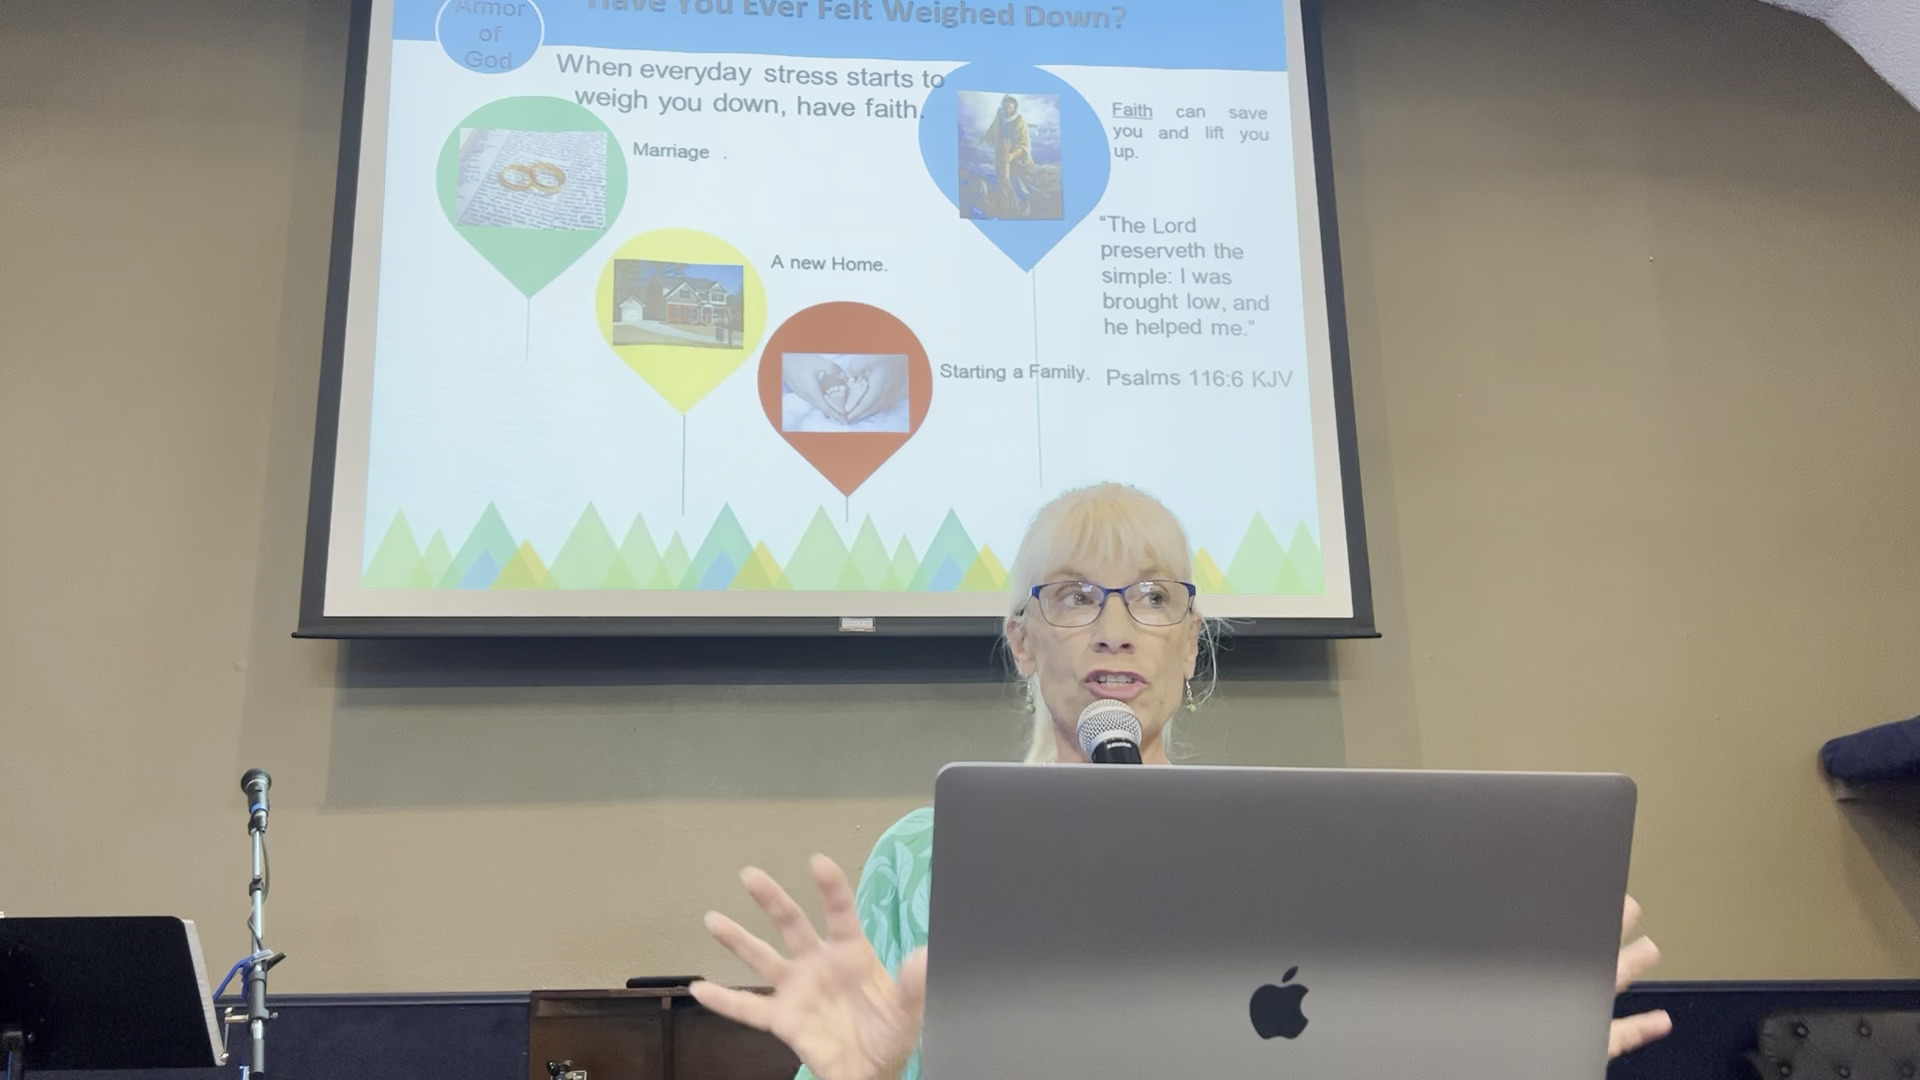 Armor
of
God
Have You Ever Felt Weighed Down?
When everyday stress starts to
weigh you down, have faith.
Marriage .
A new Home.
Starting a Family.
Faith can save
you and lift you
up.
“The Lord
preserveth the
simple: I was
brought low, and
he helped me.”
Psalms 116:6 KJV